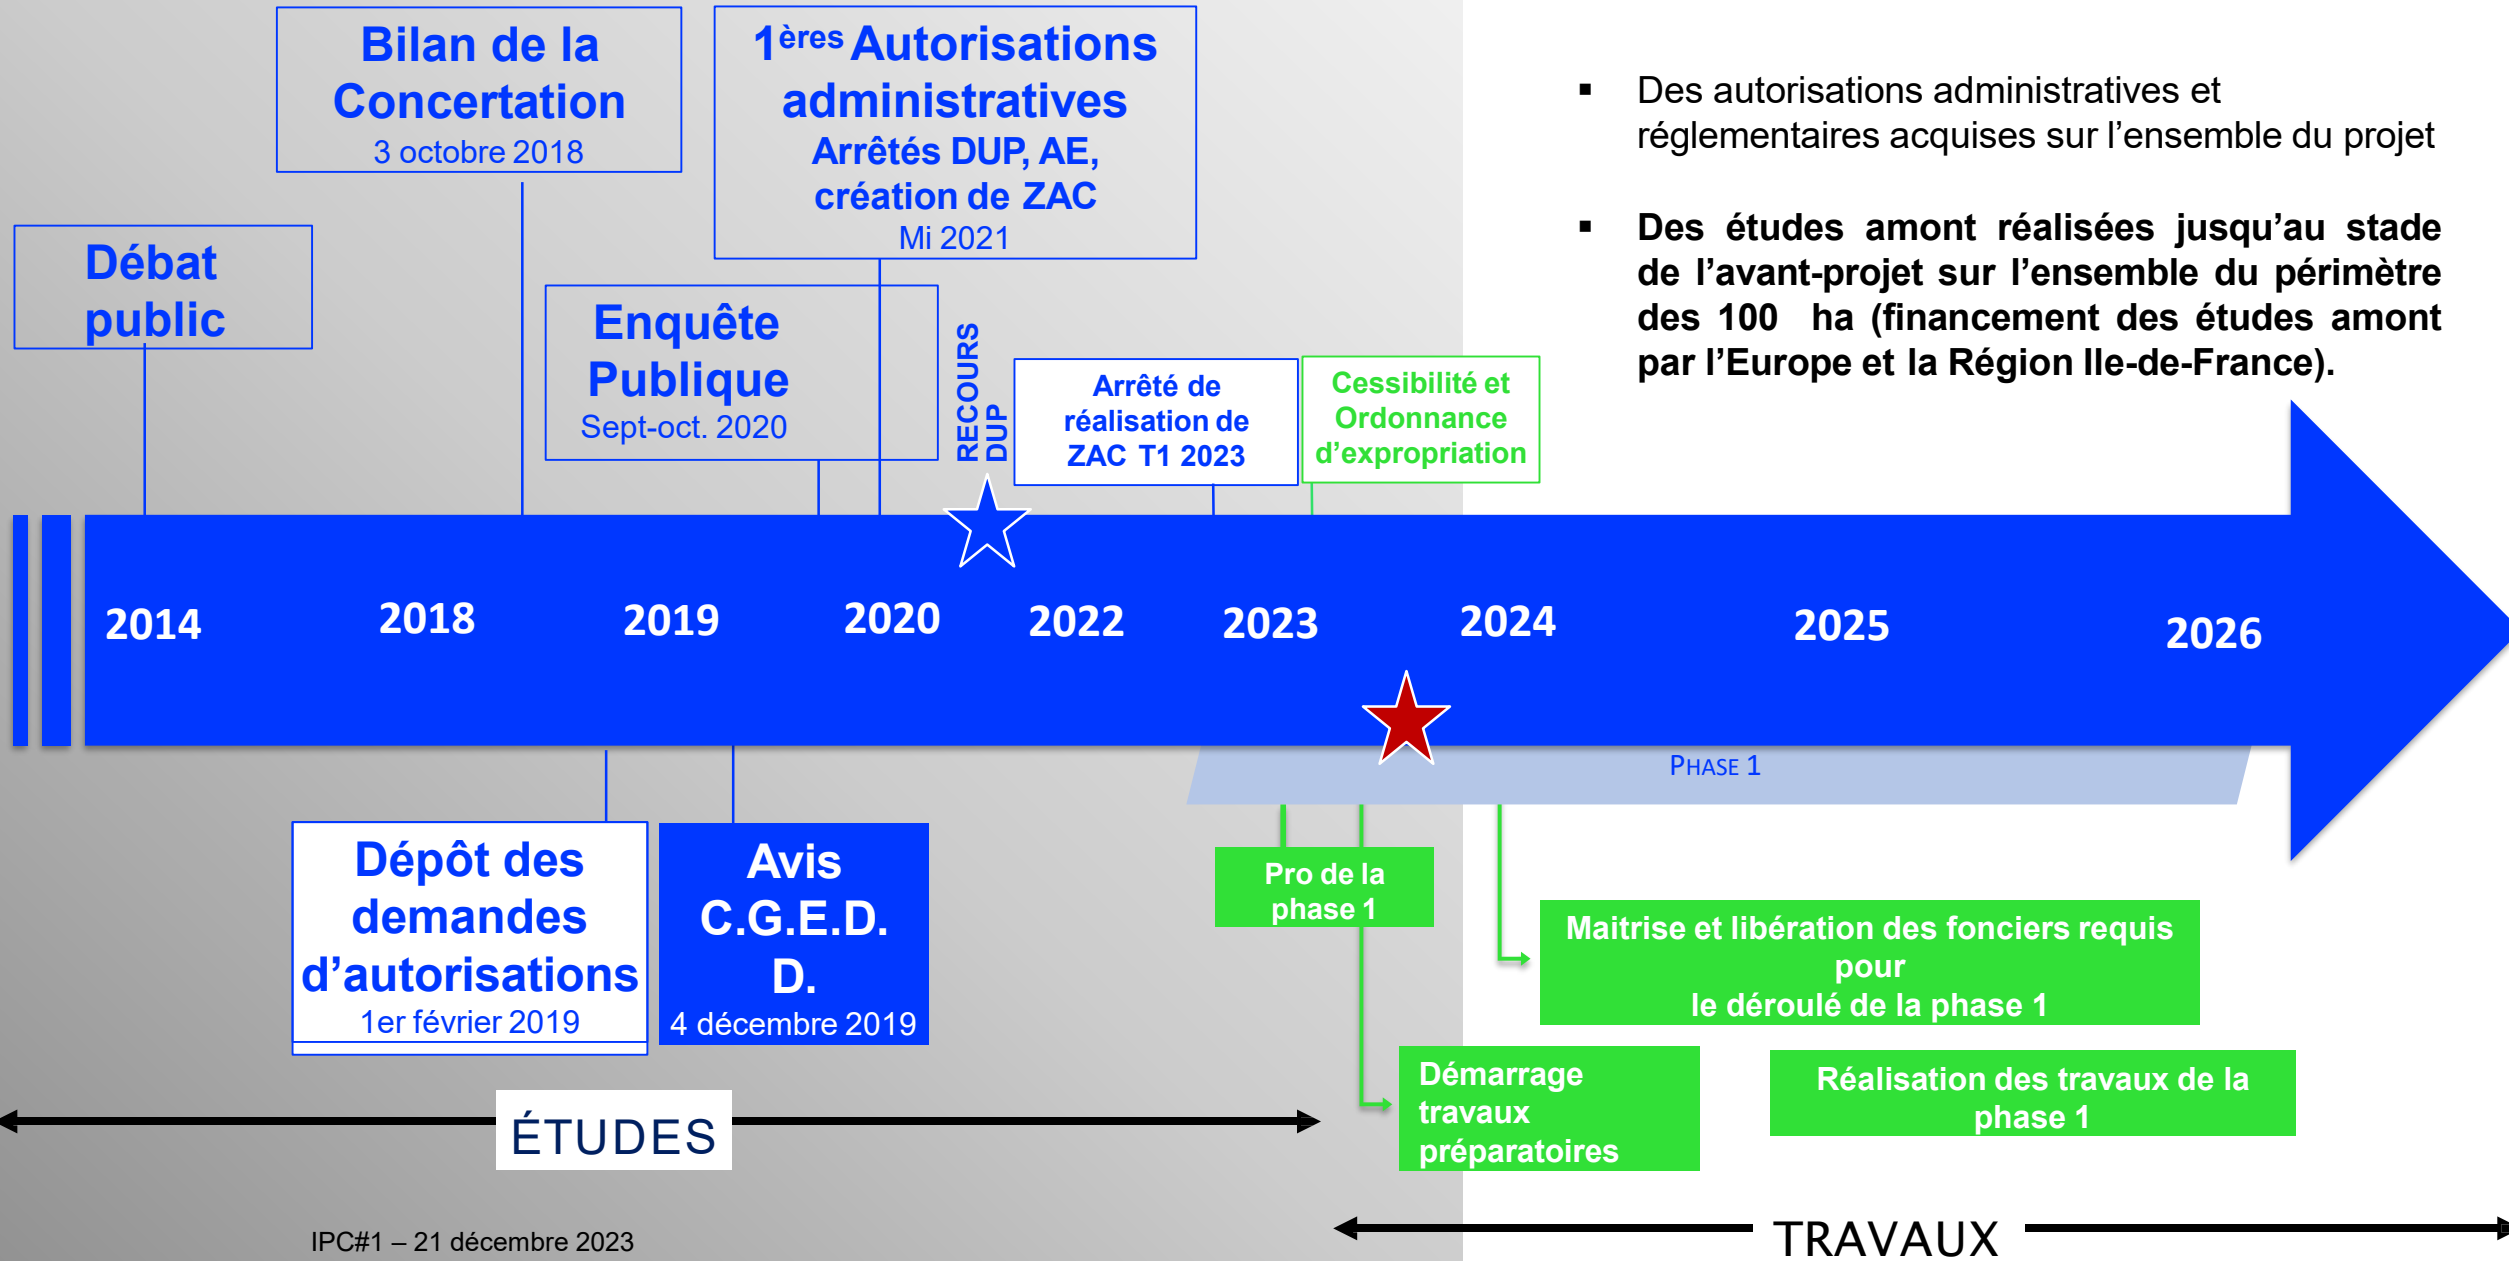 Bilan de la
Concertation
3 octobre 2018
1ères Autorisations
administratives
Arrêtés DUP, AE,
création de ZAC
Mi 2021
▪ Des autorisations administratives et
réglementaires acquises sur l’ensemble du projet
▪ Des études amont réalisées jusqu’au stade
de l’avant-projet sur l’ensemble du périmètre
des 100 ha (financement des études amont
par l’Europe et la Région Ile-de-France).
Débat
public
Enquête
Publique
Sept-oct. 2020
RECOURS
DUP
Arrêté de
réalisation de
ZAC T1 2023
Cessibilité et
Ordonnance
d’expropriation
2014
2018
2019
2020
2022
2023
2024
2025
2026
PHASE 1
Dépôt des
demandes
d’autorisations
1er février 2019
Avis
C.G.E.D.
D.
4 décembre 2019
Pro de la
phase 1
Maitrise et libération des fonciers requis
pour
le déroulé de la phase 1
Démarrage
travaux
préparatoires
Réalisation des travaux de la
phase 1
ÉTUDES
TRAVAUX
IPC#1 – 21 décembre 2023